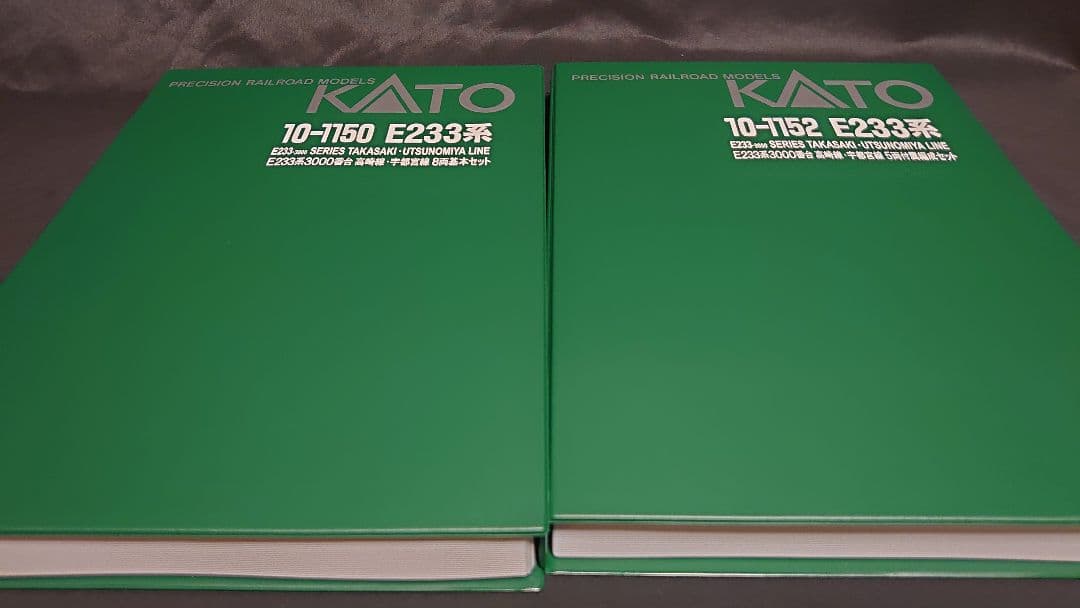 PRECISION RAILROAD MODELS
KATO
10-1150 E233系
E233-3000 SERIES TAKASAKI・UTSUNOMIYA LINE
E233系3000番台 高崎線・宇都宮線 8両基本セット
PRECISION RAILROAD MODELS
KATO
10-1152 E233系
E233-3000 SERIES TAKASAKI・UTSUNOMIYA LINE
E233系3000番台 高崎線・宇都宮線 5両付属編成セット